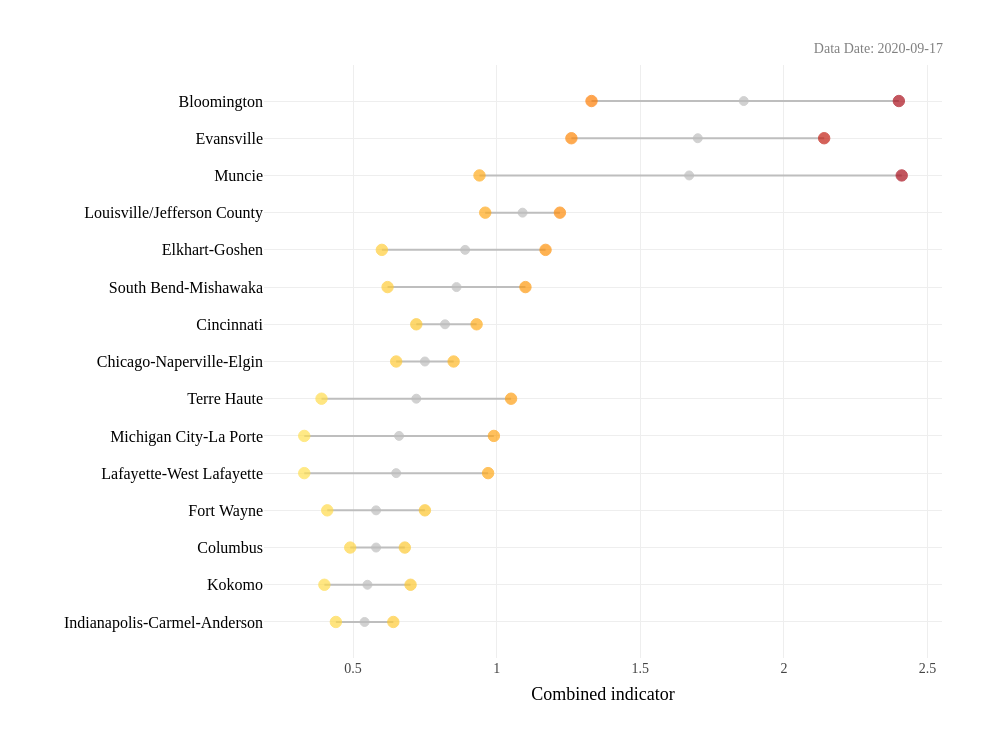 Data Date: 2020-09-17
Bloomington
Evansville
Muncie
Louisville/Jefferson County
Elkhart-Goshen
South Bend-Mishawaka
Cincinnati
Chicago-Naperville-Elgin
Terre Haute
Michigan City-La Porte
Lafayette-West Lafayette
Fort Wayne
Columbus
Kokomo
Indianapolis-Carmel-Anderson
0.5 1 1.5 2 2.5
Combined indicator